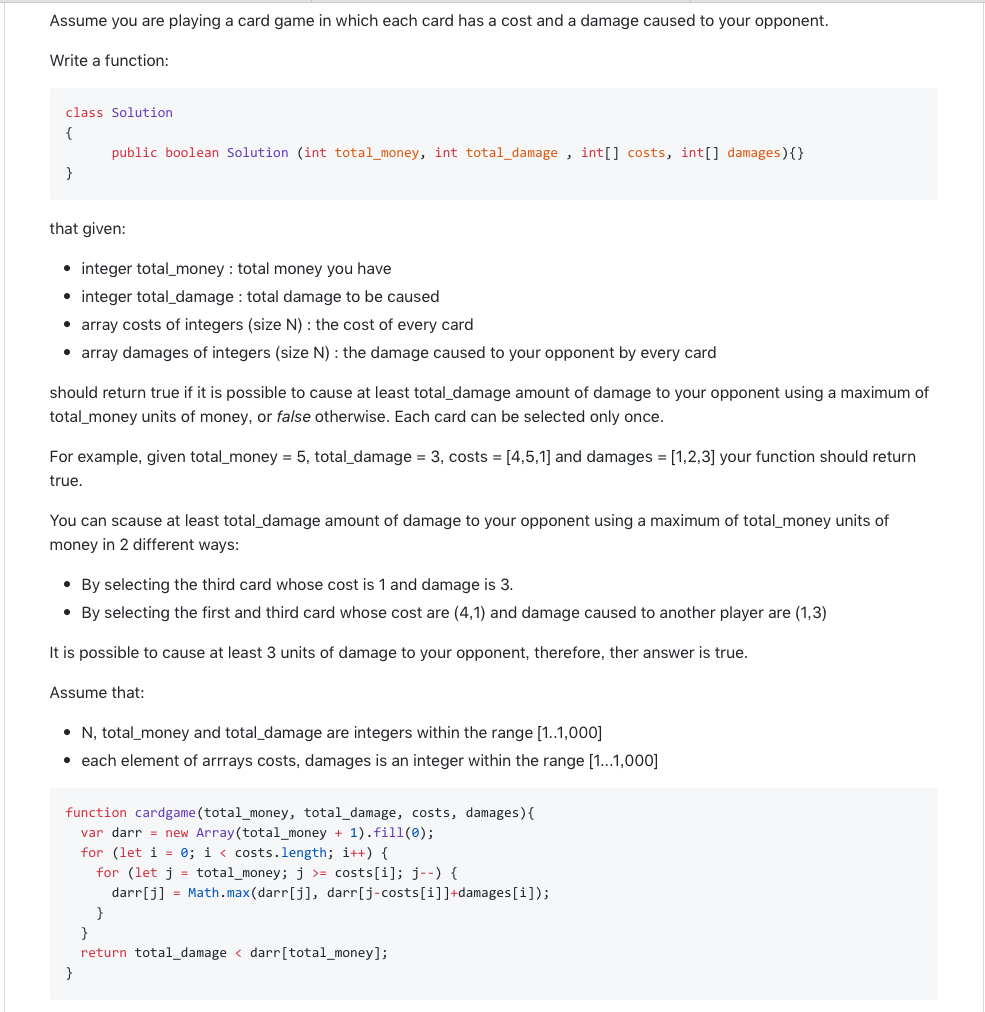 Assume you are playing a card game in which each card has a cost and a damage caused to your opponent.
Write a function:
class Solution
{
public boolean Solution (int total_money, int total_damage , int[] costs, int[] damages){}
}
that given:
• integer total_money : total money you have
• integer total_damage : total damage to be caused
• array costs of integers (size N) : the cost of every card
• array damages of integers (size N) : the damage caused to your opponent by every card
should return true if it is possible to cause at least total_damage amount of damage to your opponent using a maximum of
total_money units of money, or false otherwise. Each card can be selected only once.
For example, given total_money = 5, total_damage = 3, costs = [4,5,1] and damages = [1,2,3] your function should return
true.
You can scause at least total_damage amount of damage to your opponent using a maximum of total_money units of
money in 2 different ways:
• By selecting the third card whose cost is 1 and damage is 3.
• By selecting the first and third card whose cost are (4,1) and damage caused to another player are (1,3)
It is possible to cause at least 3 units of damage to your opponent, therefore, ther answer is true.
Assume that:
• N, total_money and total_damage are integers within the range [1..1,000]
• each element of arrrays costs, damages is an integer within the range [1...1,000]
function cardgame(total_money, total_damage, costs, damages){
var darr = new Array(total_money + 1).fill(0);
for (let i = 0; i < costs.length; i++) {
for (let j = total_money; j >= costs[i]; j--) {
darr[j] = Math.max(darr[j], darr[j-costs[i]]+damages[i]);
}
}
return total_damage < darr[total_money];
}